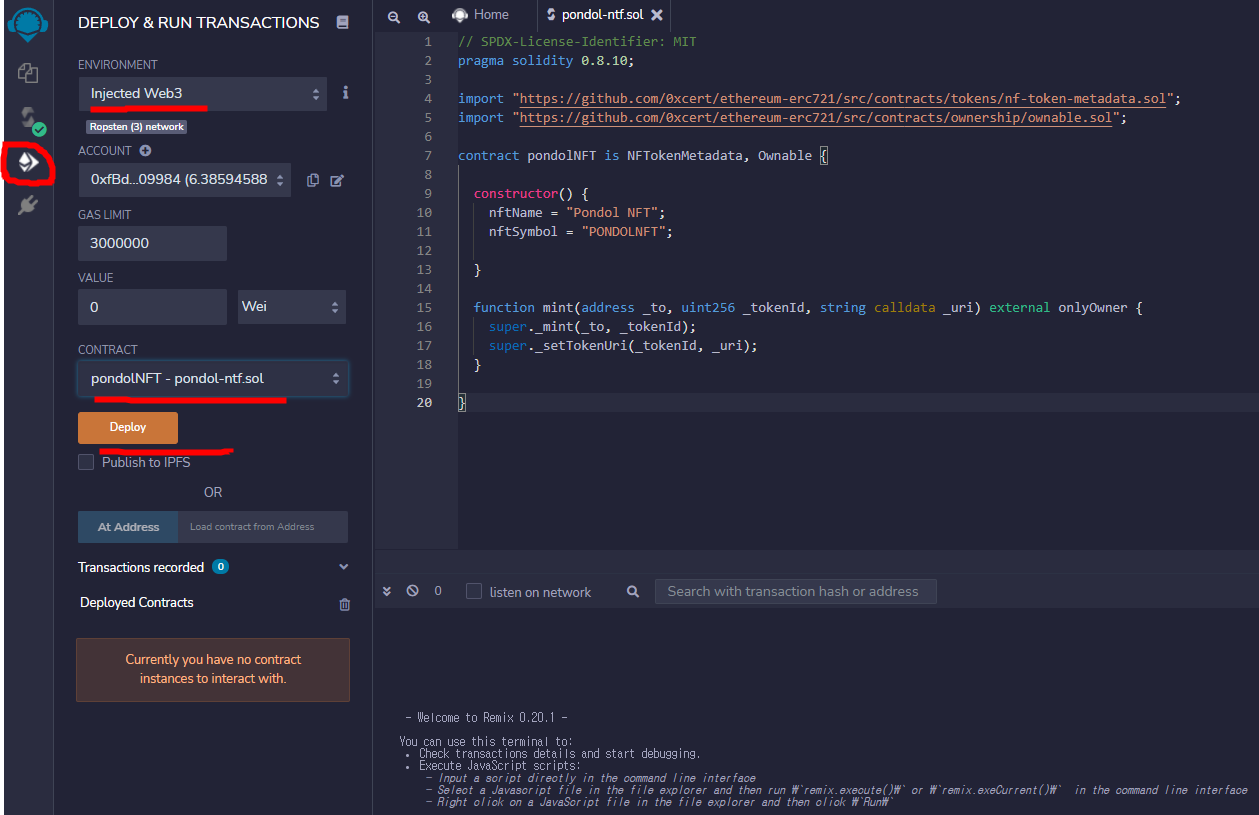 DEPLOY & RUN TRANSACTIONS
ENVIRONMENT
Injected Web3
Ropsten (3) network
ACCOUNT
0xfBd...09984 (6.38594588
GAS LIMIT
3000000
VALUE
0
Wei
CONTRACT
pondolNFT - pondol-ntf.sol
Deploy
Publish to IPFS
OR
At Address
Load contract from Address
Transactions recorded 0
Deployed Contracts
Currently you have no contract
instances to interact with.
Home
pondol-ntf.sol
1 // SPDX-License-Identifier: MIT
2 pragma solidity 0.8.10;
3
4 import "https://github.com/0xcert/ethereum-erc721/src/contracts/tokens/nf-token-metadata.sol";
5 import "https://github.com/0xcert/ethereum-erc721/src/contracts/ownership/ownable.sol";
6
7 contract pondolNFT is NFTokenMetadata, Ownable {
8
9 constructor() {
10 nftName = "Pondol NFT";
11 nftSymbol = "PONDOLNFT";
12
13 }
14
15 function mint(address _to, uint256 _tokenId, string calldata _uri) external onlyOwner {
16 super._mint(_to, _tokenId);
17 super._setTokenUri(_tokenId, _uri);
18 }
19
20 }
0
listen on network
Search with transaction hash or address
- Welcome to Remix 0.20.1 -
You can use this terminal to:
• Check transactions details and start debugging.
• Execute JavaScript scripts:
- Input a script directly in the command line interface
- Select a Javascript file in the file explorer and then run ₩`remix.execute()₩` or ₩`remix.exeCurrent()₩` in the command line interface
- Right click on a JavaScript file in the file explorer and then click ₩`Run₩`